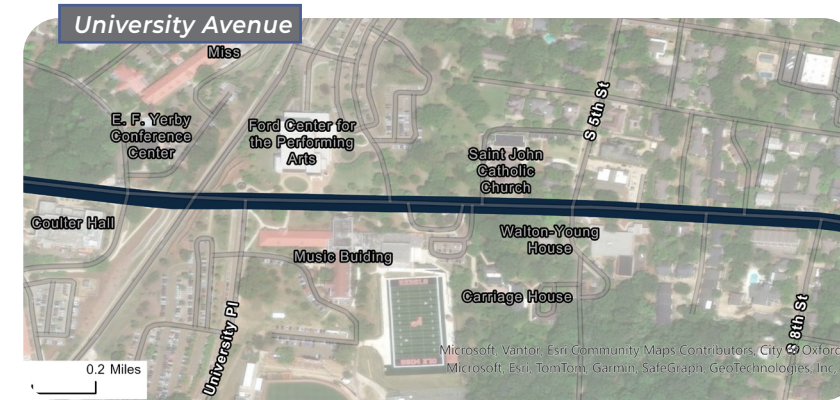 University Avenue
Miss
E. F. Yerby
Conference
Center
Ford Center for
the Performing
Arts
S 5th St
Saint John
Catholic
Church
Coulter Hall
Walton-Young
House
Music Buiding
Carriage House
University Pl
S 8th St
OLE MISS
0.2 Miles
Microsoft, Vantor, Esri Community Maps Contributors, City of Oxford
Microsoft, Esri, TomTom, Garmin, SafeGraph, GeoTechnologies, Inc,